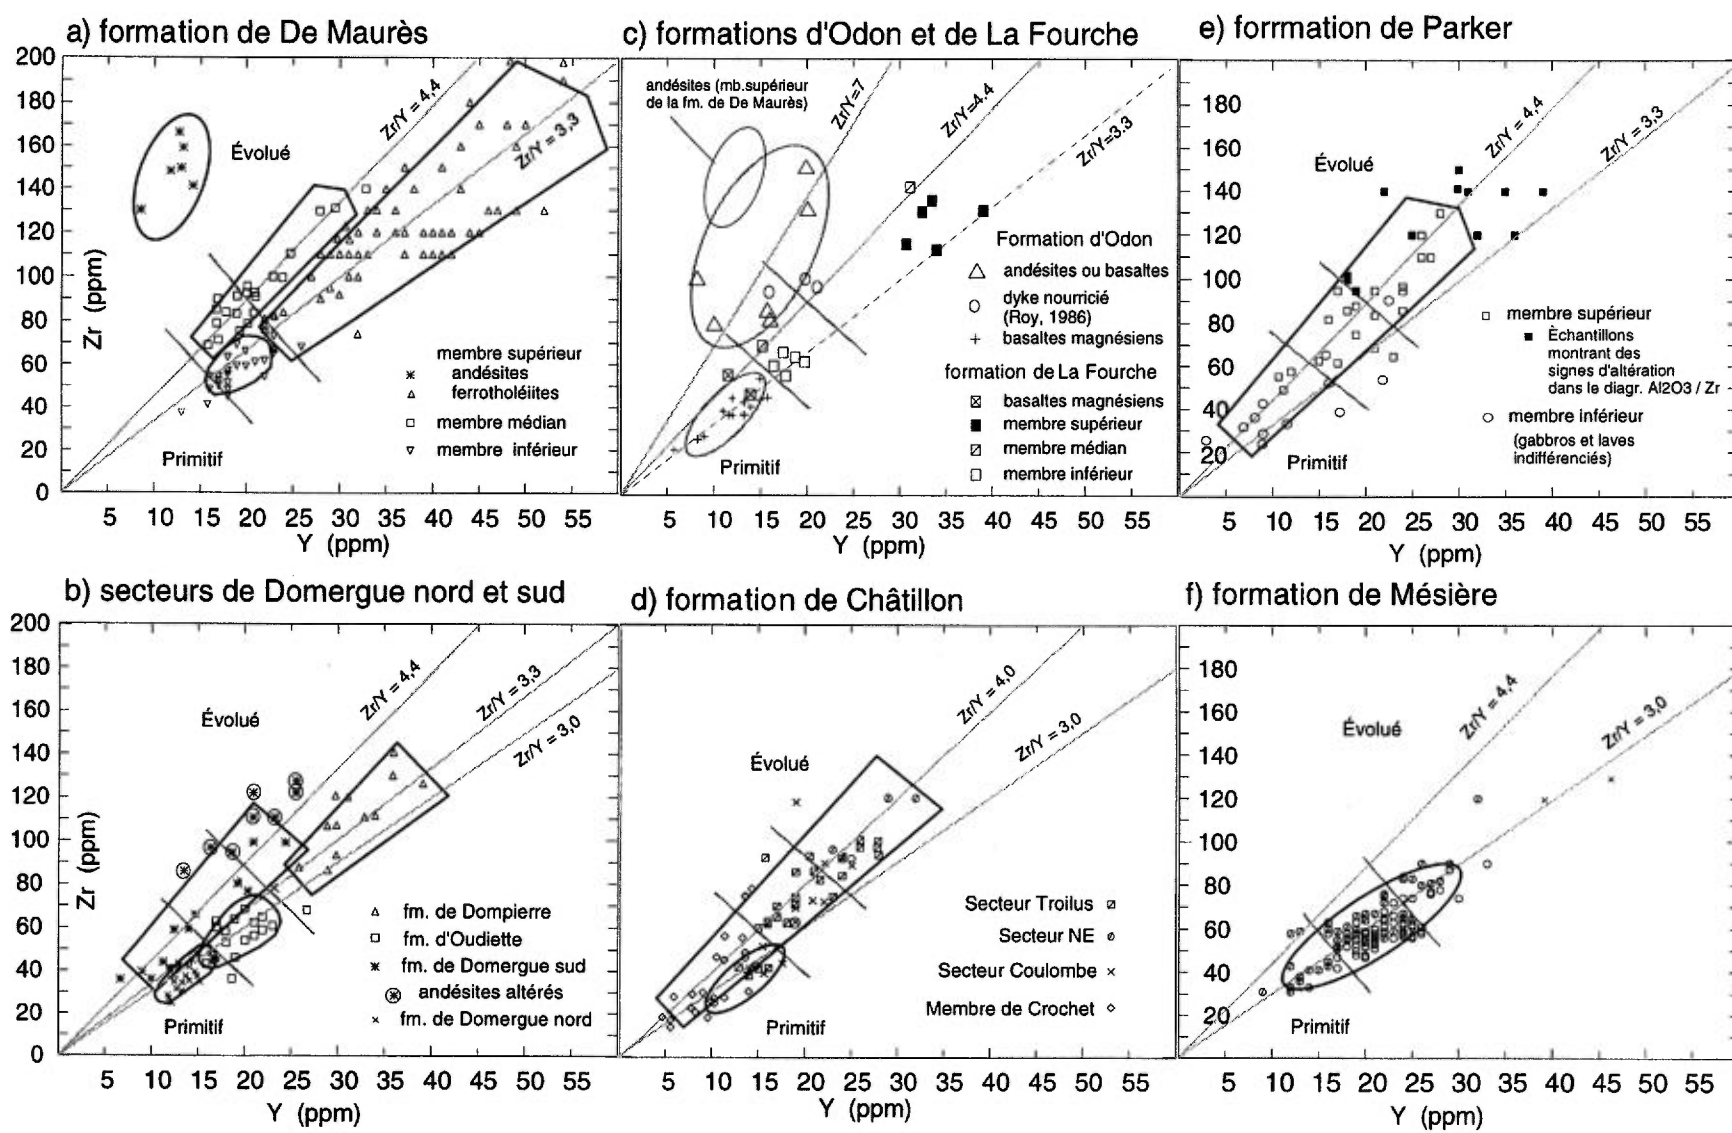 a) formation de De Maurès
200
180
160
140
120
100
80
60
40
20
0
Zr (ppm)
Zr/Y = 4,4
Zr/Y = 3,3
Évolué
Primitif
membre supérieur
andésites
ferrotholéiites
membre médian
membre inférieur
5 10 15 20 25 30 35 40 45 50 55
Y (ppm)
c) formations d'Odon et de La Fourche
andésites (mb.supérieur
de la fm. de De Maurès)
Zr/Y=7
Zr/Y=4,4
Zr/Y=3.3
Formation d'Odon
andésites ou basaltes
dyke nourricié
(Roy, 1986)
basaltes magnésiens
formation de La Fourche
basaltes magnésiens
membre supérieur
membre médian
membre inférieur
Primitif
5 10 15 20 25 30 35 40 45 50 55
Y (ppm)
e) forrmation de Parker
180
160
140
120
100
80
60
40
20
Zr/Y = 4,4
Zr/Y = 3,3
Évolué
Primitif
membre supérieur
Èchantillons
montrant des
signes d'altération
dans le diagr. Al2O3 / Zr
membre inférieur
(gabbros et laves
indifférenciés)
5 10 15 20 25 30 35 40 45 50 55
Y (ppm)
b) secteurs de Domergue nord et sud
200
180
160
140
120
100
80
60
40
20
0
Zr (ppm)
Zr/Y = 4,4
Zr/Y = 3,3
Zr/Y = 3,0
Évolué
Primitif
fm. de Dompierre
fm. d'Oudiette
fm. de Domergue sud
andésites altérés
fm. de Domergue nord
5 10 15 20 25 30 35 40 45 50 55
Y (ppm)
d) formation de Châtillon
Zr/Y = 4,0
Zr/Y = 3,0
Évolué
Primitif
Secteur Troilus
Secteur NE
Secteur Coulombe
Membre de Crochet
5 10 15 20 25 30 35 40 45 50 55
Y (ppm)
f) formation de Mésière
180
160
140
120
100
80
60
40
20
Zr/Y = 4,4
Zr/Y = 3,0
Évolué
Primitif
5 10 15 20 25 30 35 40 45 50 55
Y (ppm)